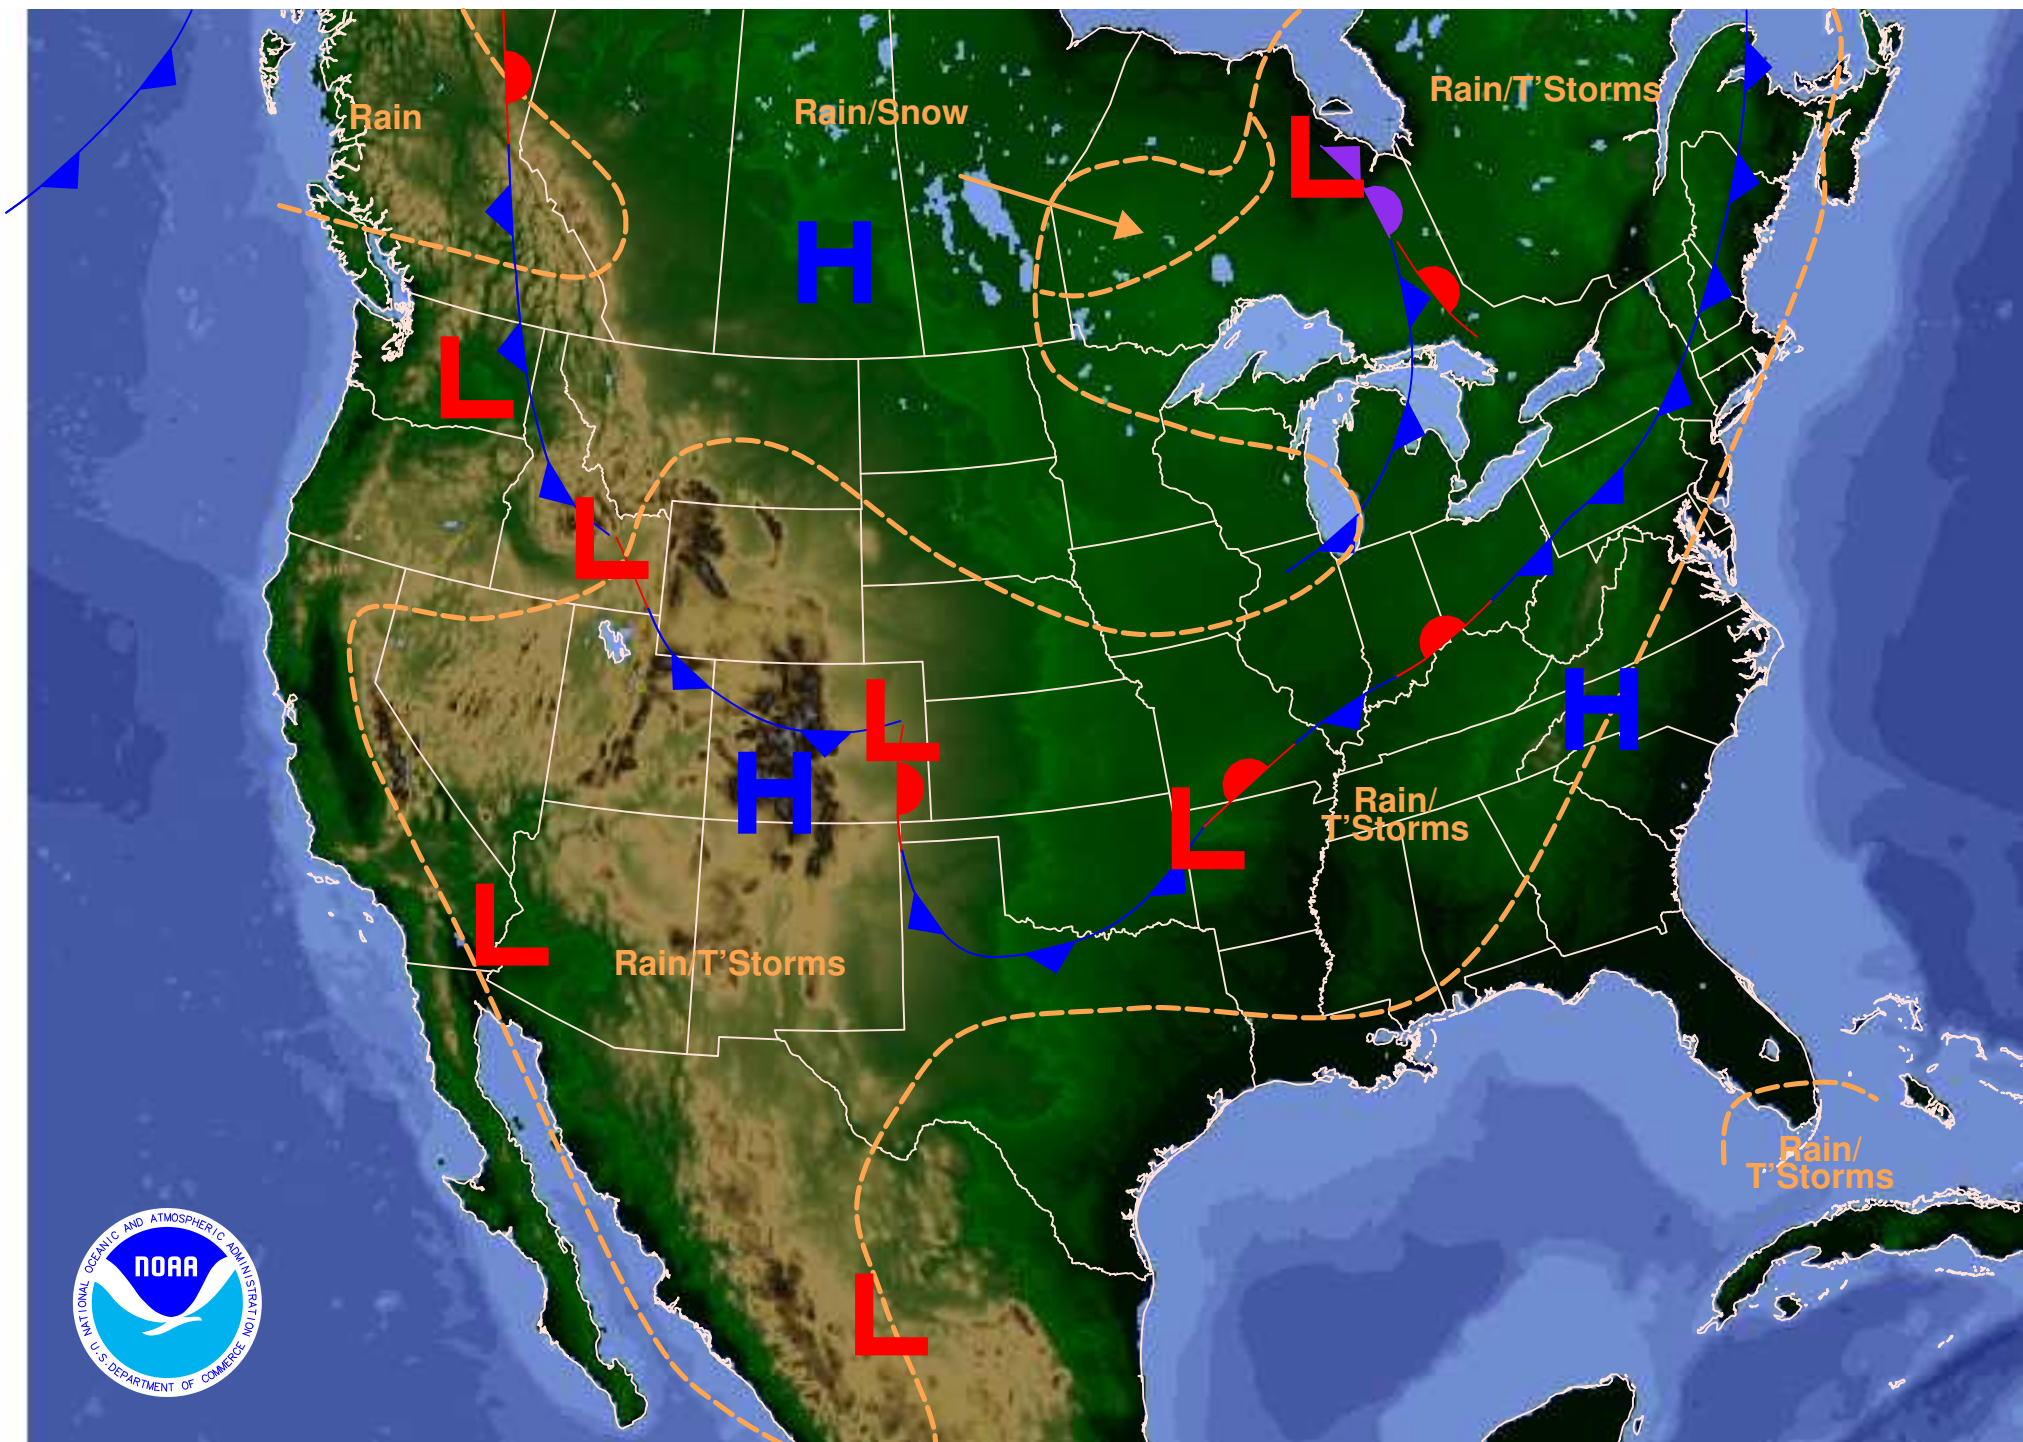 Rain/T'Storms
Rain
Rain/Snow
L
H
L
L
H
L
H
L
Rain/
T'Storms
L
Rain/T'Storms
Rain/
T'Storms
L
NATIONAL OCEANIC AND ATMOSPHERIC ADMINISTRATION
NOAA
U.S. DEPARTMENT OF COMMERCE